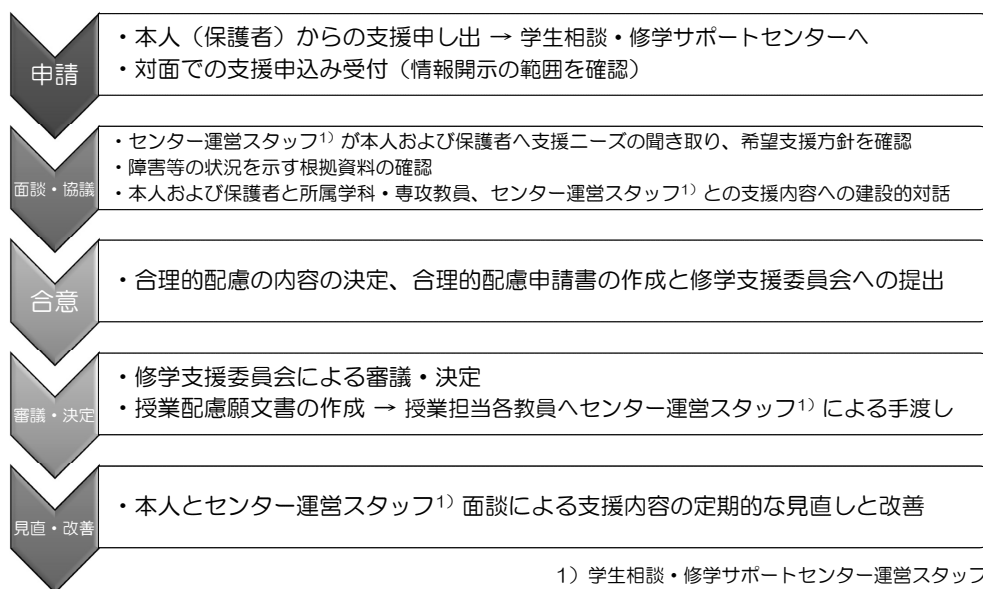 申請
・本人（保護者）からの支援申し出 → 学生相談・修学サポートセンターへ
・対面での支援申込み受付（情報開示の範囲を確認）
面談・協議
・センター運営スタッフ1）が本人および保護者へ支援ニーズの聞き取り、希望支援方針を確認
・障害等の状況を示す根拠資料の確認
・本人および保護者と所属学科・専攻教員、センター運営スタッフ1）との支援内容への建設的対話
合意
・合理的配慮の内容の決定、合理的配慮申請書の作成と修学支援委員会への提出
審議・決定
・修学支援委員会による審議・決定
・授業配慮願文書の作成 → 授業担当各教員へセンター運営スタッフ1）による手渡し
見直・改善
・本人とセンター運営スタッフ1）面談による支援内容の定期的な見直しと改善
1）学生相談・修学サポートセンター運営スタッフ